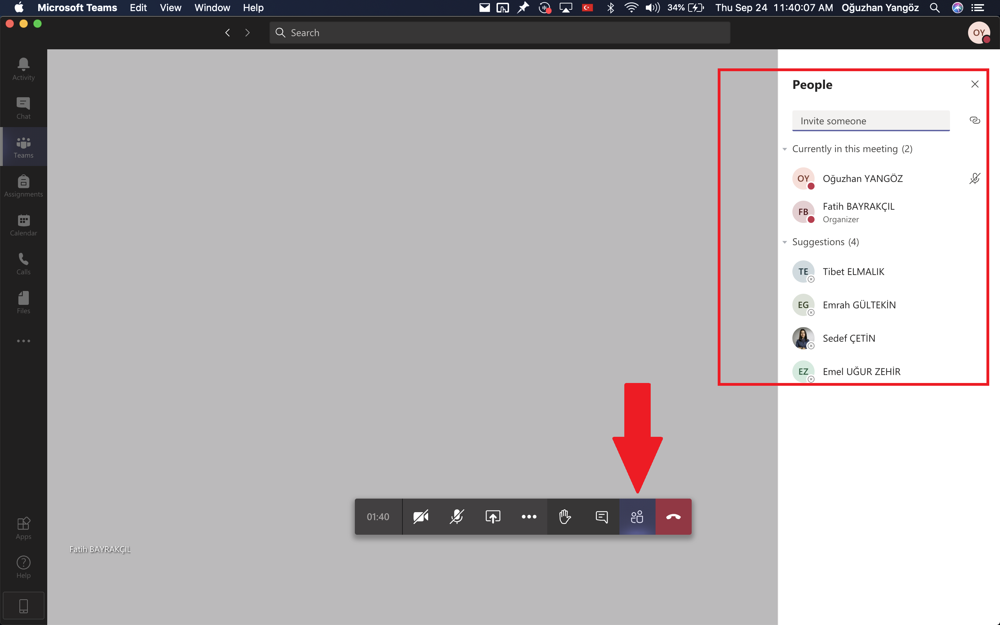 Microsoft Teams Edit View Window Help 34% Thu Sep 24 11:40:07 AM Oğuzhan Yangöz
Search
OY
Activity
Chat
Teams
Assignments
Calendar
Calls
Files
Apps
Help
People
Invite someone
Currently in this meeting (2)
OY Oğuzhan YANGÖZ
FB Fatih BAYRAKÇIL
Organizer
Suggestions (4)
TE Tibet ELMALIK
EG Emrah GÜLTEKİN
Sedef ÇETİN
EZ Emel UĞUR ZEHİR
01:40
Fatih BAYRAKÇIL